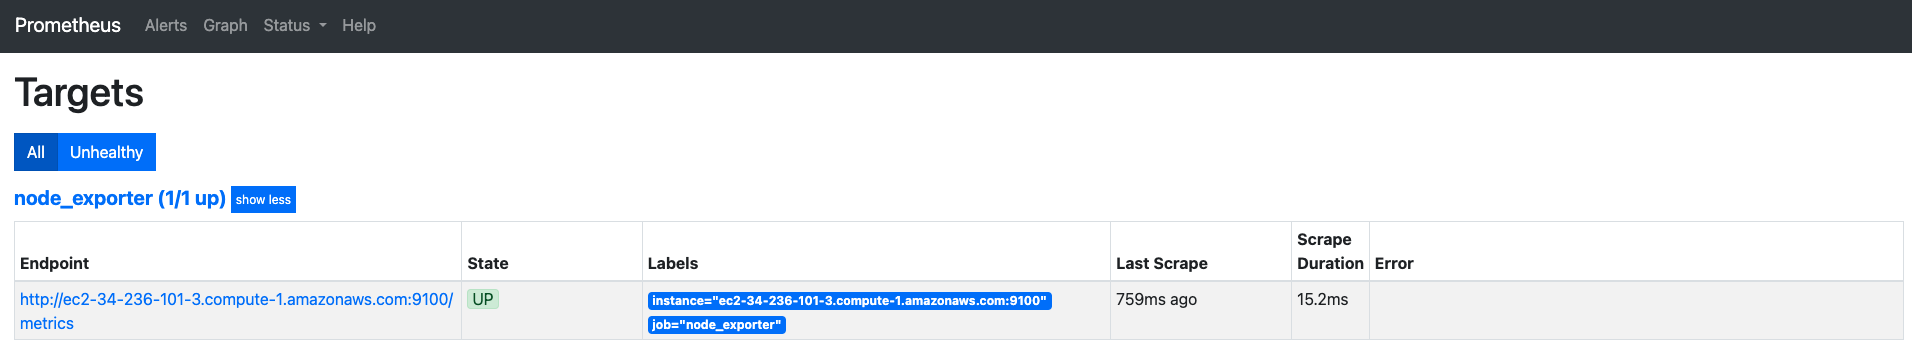 Prometheus Alerts Graph Status Help
Targets
All Unhealthy
node_exporter (1/1 up) show less
Endpoint State Labels Last Scrape Scrape Duration Error
http://ec2-34-236-101-3.compute-1.amazonaws.com:9100/ UP instance="ec2-34-236-101-3.compute-1.amazonaws.com:9100" 759ms ago 15.2ms
metrics job="node_exporter"